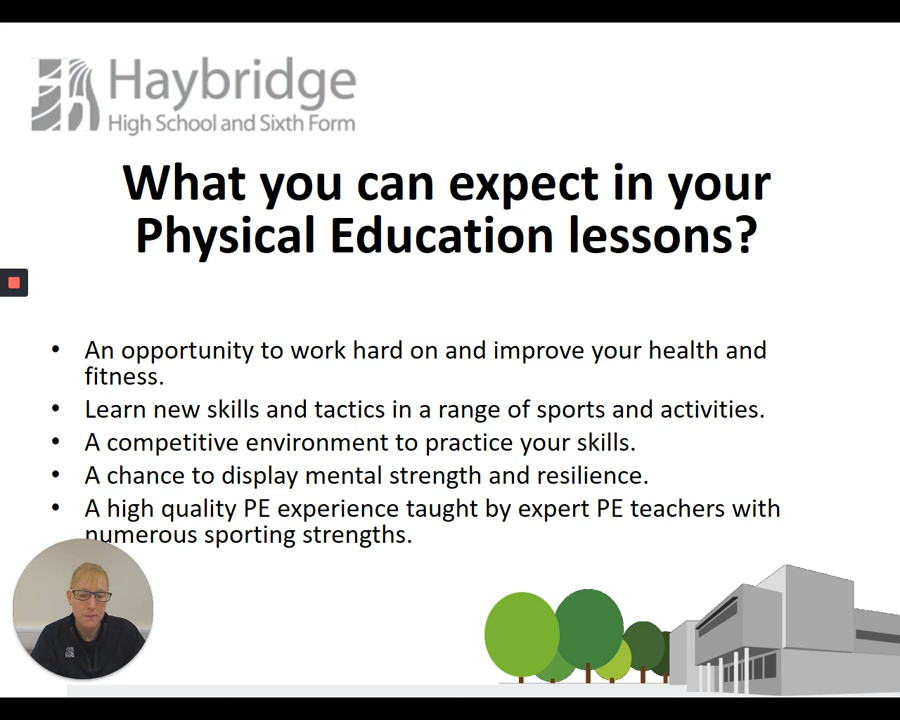 Haybridge
High School and Sixth Form
What you can expect in your
Physical Education lessons?
• An opportunity to work hard on and improve your health and
fitness.
• Learn new skills and tactics in a range of sports and activities.
• A competitive environment to practice your skills.
• A chance to display mental strength and resilience.
• A high quality PE experience taught by expert PE teachers with
numerous sporting strengths.